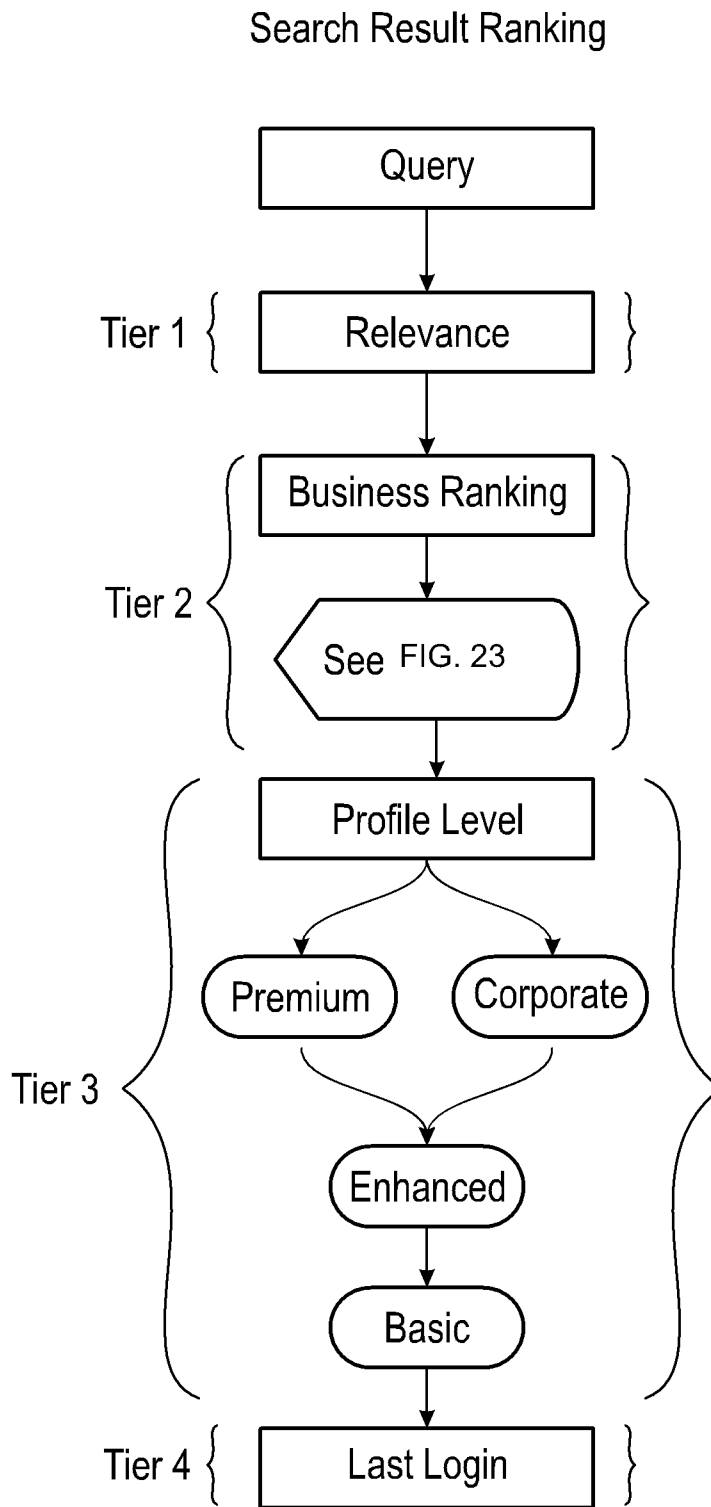 Search Result Ranking
Query
Tier 1
Relevance
Business Ranking
Tier 2
See FIG. 23
Profile Level
Premium
Corporate
Tier 3
Enhanced
Basic
Tier 4
Last Login